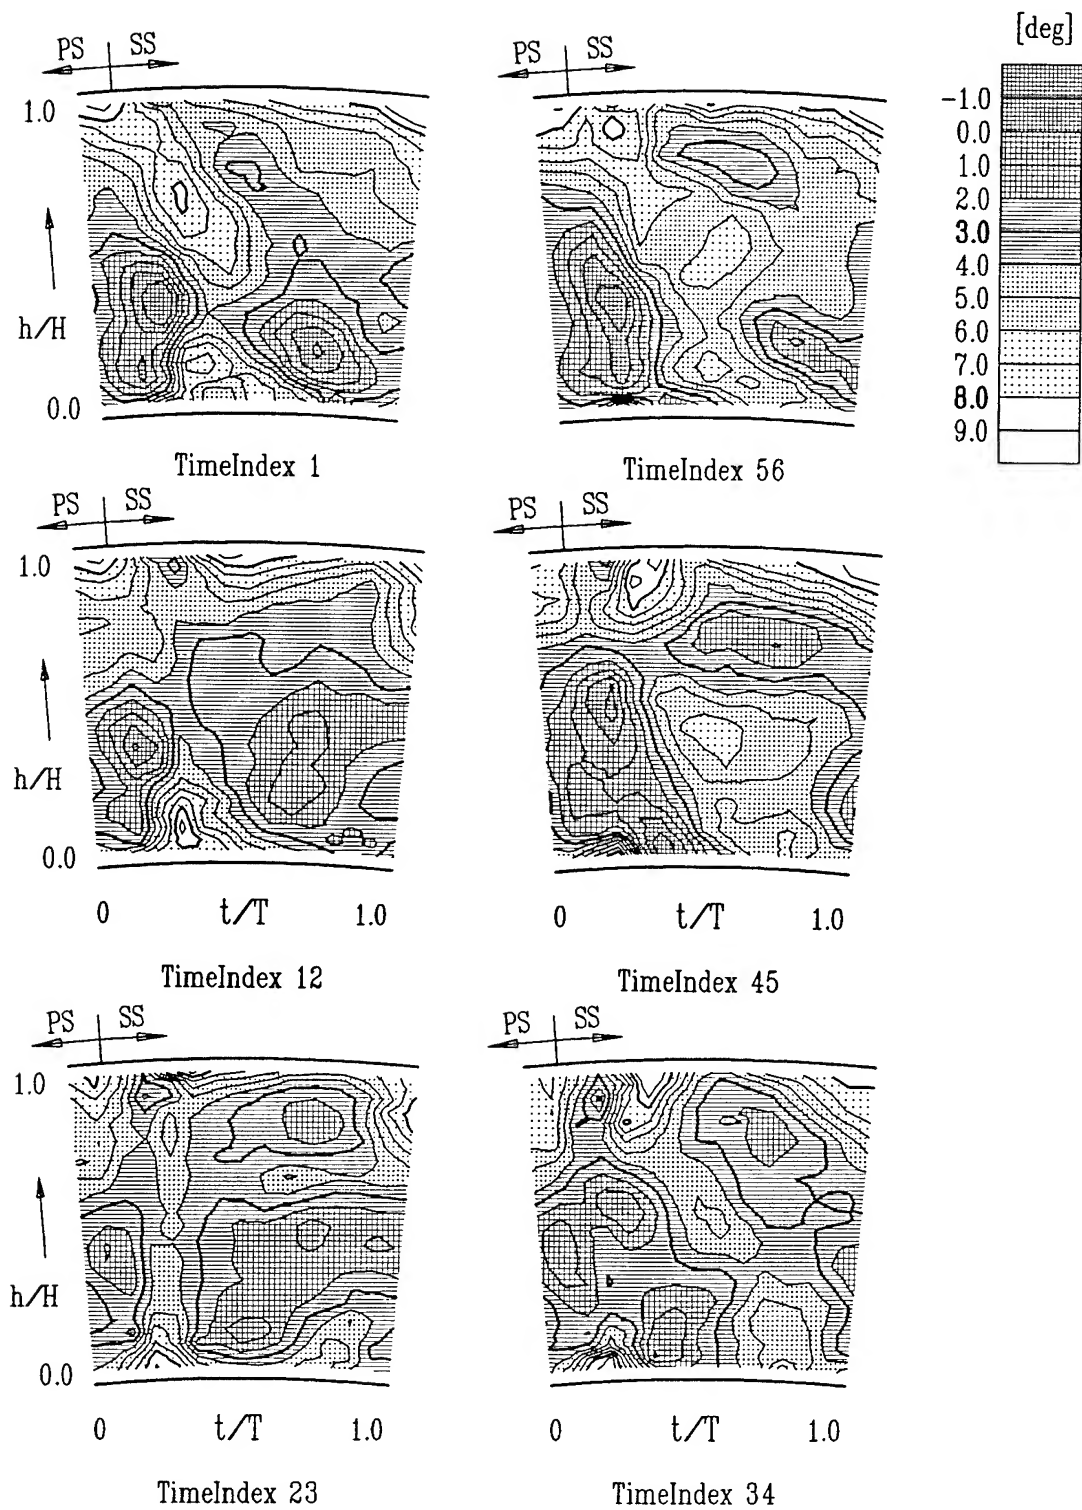 [deg]
PS SS
PS SS
1.0
-1.0
0.0
1.0
2.0
3.0
4.0
5.0
6.0
7.0
8.0
9.0
h/H
0.0
TimeIndex 1
TimeIndex 56
PS SS
PS SS
1.0
h/H
0.0
0 t/T 1.0
0 t/T 1.0
TimeIndex 12
TimeIndex 45
PS SS
PS SS
1.0
h/H
0.0
0 t/T 1.0
0 t/T 1.0
TimeIndex 23
TimeIndex 34